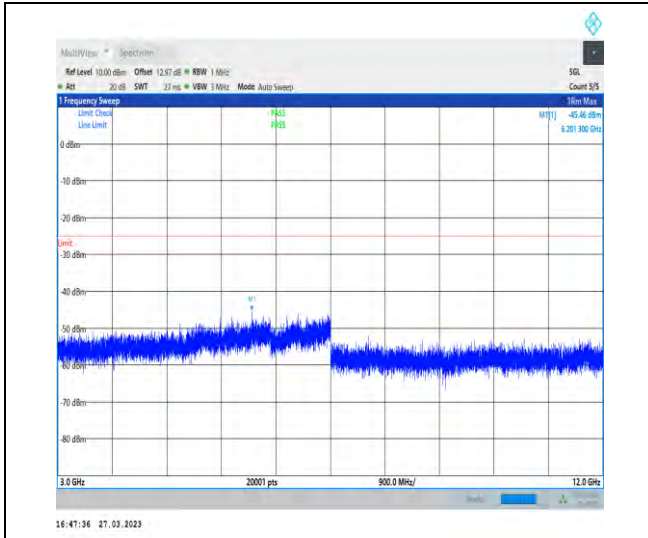 MultiView Spectrum
Ref Level 10.00 dBm Offset 12.97 dB RBW 1 MHz SGL
Att 20 dB SWT 27 ms VBW 3 MHz Mode Auto Sweep Count 5/5
1 Frequency Sweep 1Rm Max
Limit Check PASS M1[1] -45.46 dBm
Line Limit PASS 6.201 300 GHz
0 dBm
-10 dBm
-20 dBm
Limit
-30 dBm
-40 dBm
M1
-50 dBm
-60 dBm
-70 dBm
-80 dBm
3.0 GHz 20001 pts 900.0 MHz/ 12.0 GHz
16:47:36 27.03.2023